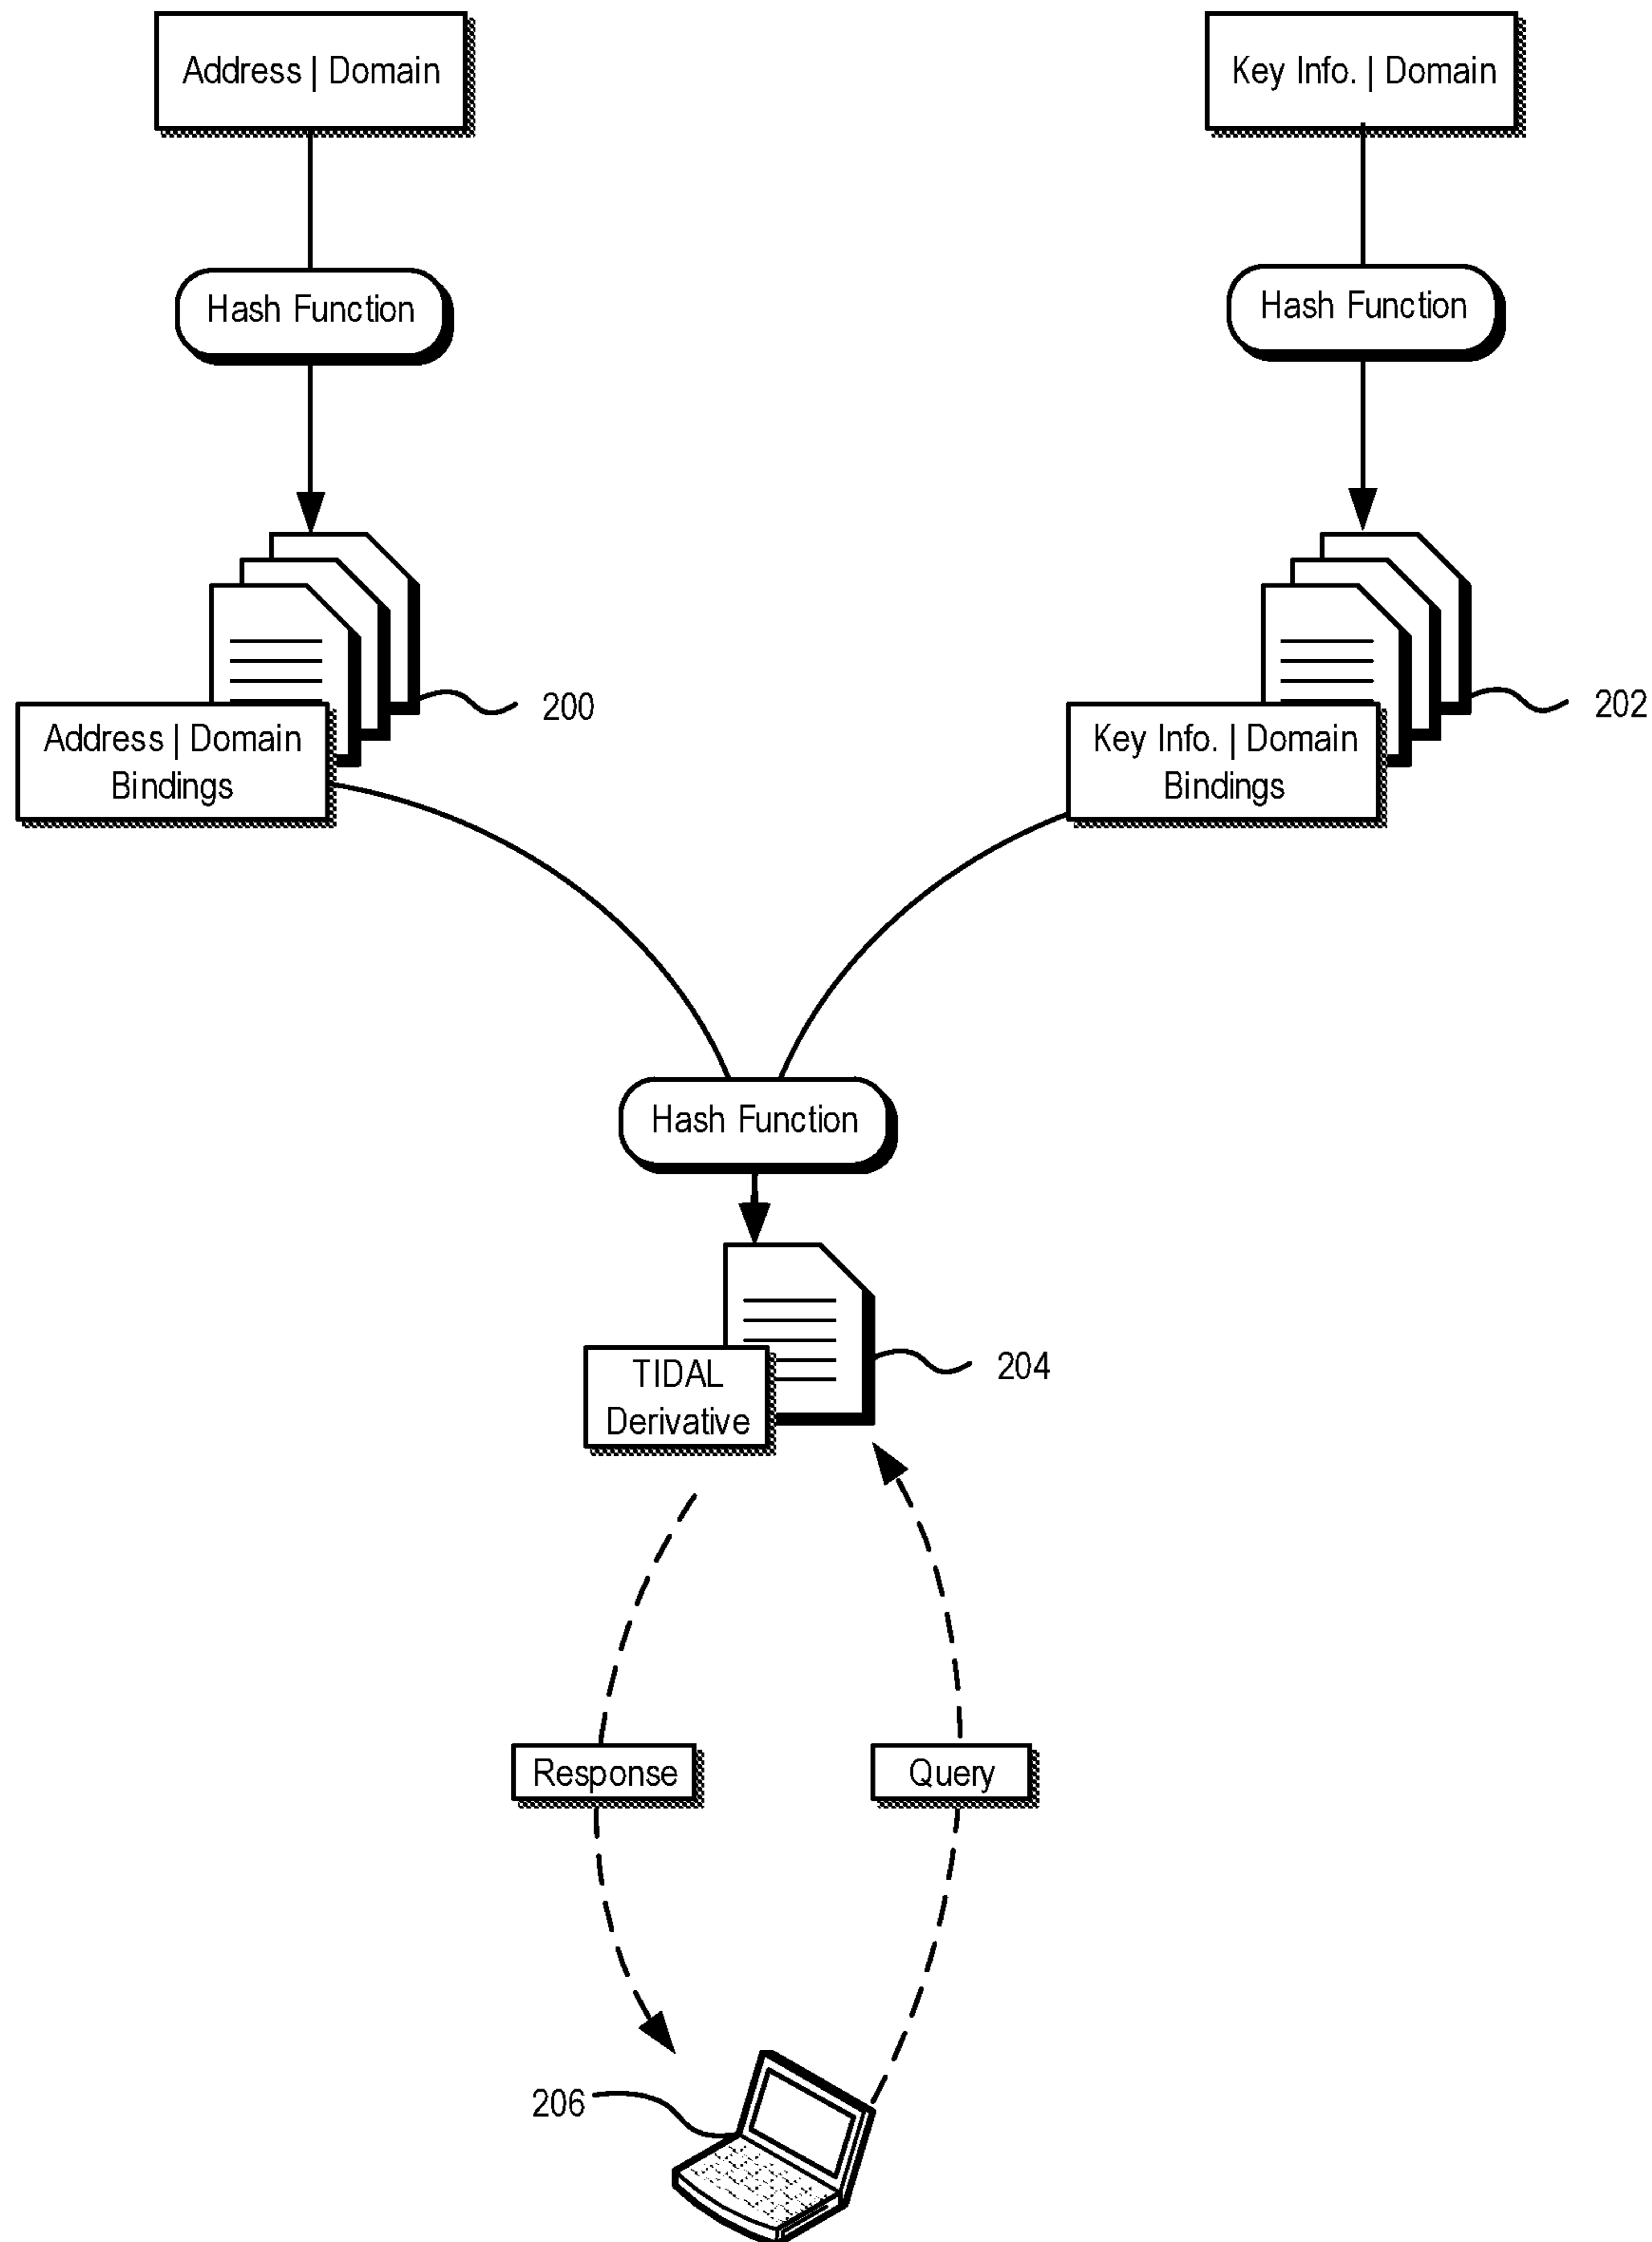 Address | Domain
Key Info. | Domain
Hash Function
Hash Function
200
202
Address | Domain
Bindings
Key Info. | Domain
Bindings
Hash Function
204
TIDAL
Derivative
Response
Query
206